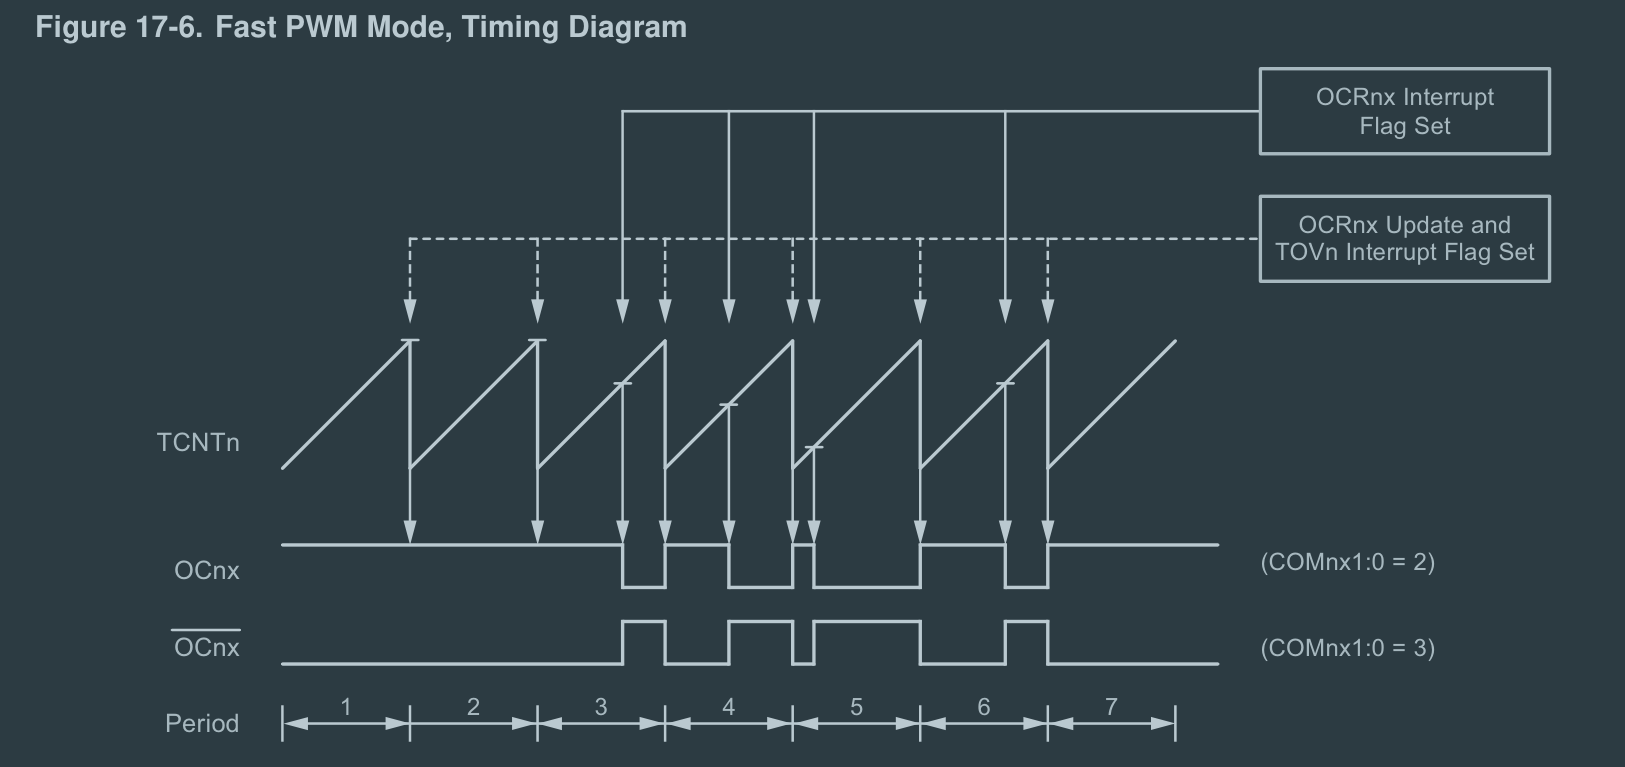 Figure 17-6. Fast PWM Mode, Timing Diagram
OCRnx Interrupt
Flag Set
OCRnx Update and
TOVn Interrupt Flag Set
TCNTn
OCnx
(COMnx1:0 = 2)
OCnx
(COMnx1:0 = 3)
Period
1 2 3 4 5 6 7